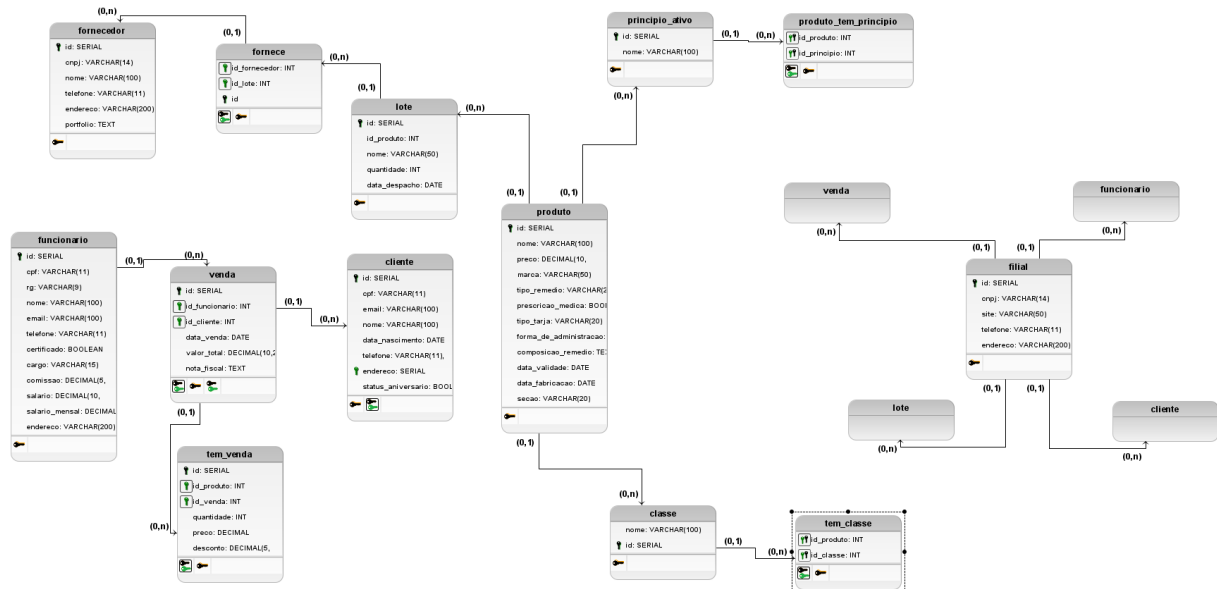 (0,n)
fornecedor
id: SERIAL
cnpj: VARCHAR(14)
nome: VARCHAR(100)
telefone: VARCHAR(11)
endereco: VARCHAR(200)
portfolio: TEXT
(0,1)
fornece
id_fornecedor: INT
id_lote: INT
id
(0,n)
(0,1)
lote
id: SERIAL
id_produto: INT
nome: VARCHAR(50)
quantidade: INT
data_despacho: DATE
(0,n)
(0,1)
principio_ativo
id: SERIAL
nome: VARCHAR(100)
(0,1)
(0,n)
produto_tem_principio
id_produto: INT
id_principio: INT
(0,n)
(0,1)
produto
id: SERIAL
nome: VARCHAR(100)
preco: DECIMAL(10,
marca: VARCHAR(50)
tipo_remedio: VARCHAR(2
prescricao_medica: BOOL
tipo_tarja: VARCHAR(20)
forma_de_administracao:
composicao_remedio: TEX
data_validade: DATE
data_fabricacao: DATE
secao: VARCHAR(20)
(0,1)
funcionario
id: SERIAL
cpf: VARCHAR(11)
rg: VARCHAR(9)
nome: VARCHAR(100)
email: VARCHAR(100)
telefone: VARCHAR(11)
certificado: BOOLEAN
cargo: VARCHAR(15)
comissao: DECIMAL(5,
salario: DECIMAL(10,
salario_mensal: DECIMAL
endereco: VARCHAR(200)
(0,1)
(0,n)
venda
id: SERIAL
id_funcionario: INT
id_cliente: INT
data_venda: DATE
valor_total: DECIMAL(10,2
nota_fiscal: TEXT
(0,1)
(0,1)
(0,n)
cliente
id: SERIAL
cpf: VARCHAR(11)
email: VARCHAR(100)
nome: VARCHAR(100)
data_nascimento: DATE
telefone: VARCHAR(11),
endereco: SERIAL
status_aniversario: BOOL
tem_venda
id: SERIAL
id_produto: INT
id_venda: INT
quantidade: INT
preco: DECIMAL
desconto: DECIMAL(5,
(0,n)
(0,n)
classe
nome: VARCHAR(100)
id: SERIAL
(0,1)
(0,n)
tem_classe
id_produto: INT
id_classe: INT
venda
(0,n)
funcionario
(0,n)
(0,1)
(0,1)
filial
id: SERIAL
cnpj: VARCHAR(14)
site: VARCHAR(50)
telefone: VARCHAR(11)
endereco: VARCHAR(200)
(0,1)
(0,1)
lote
(0,n)
cliente
(0,n)